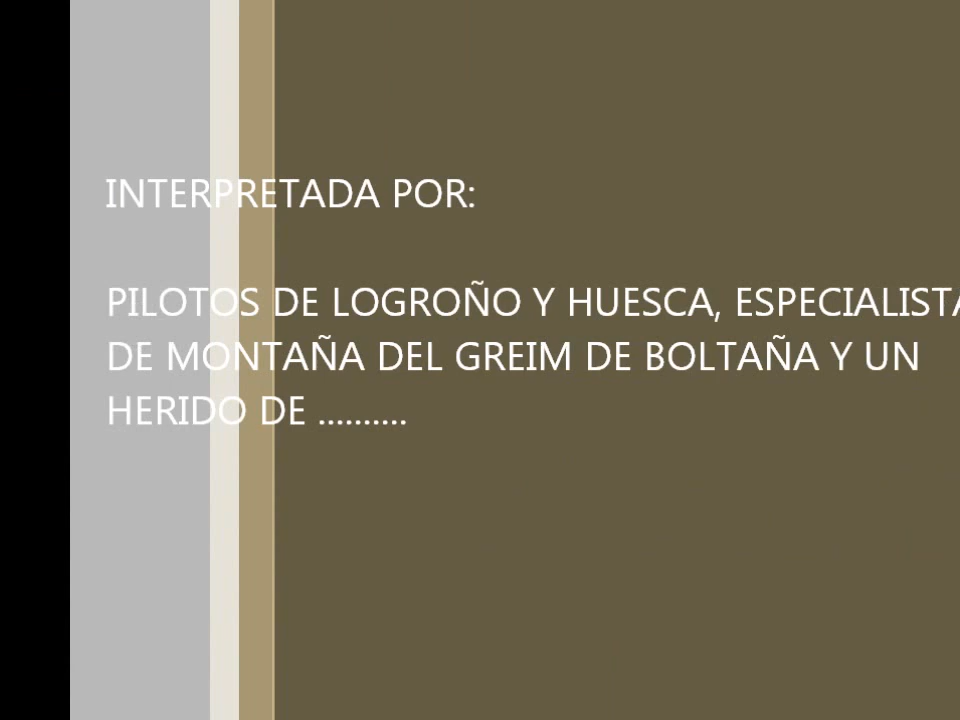 INTERPRETADA POR:
PILOTOS DE LOGROÑO Y HUESCA, ESPECIALISTA
DE MONTAÑA DEL GREIM DE BOLTAÑA Y UN
HERIDO DE ..........